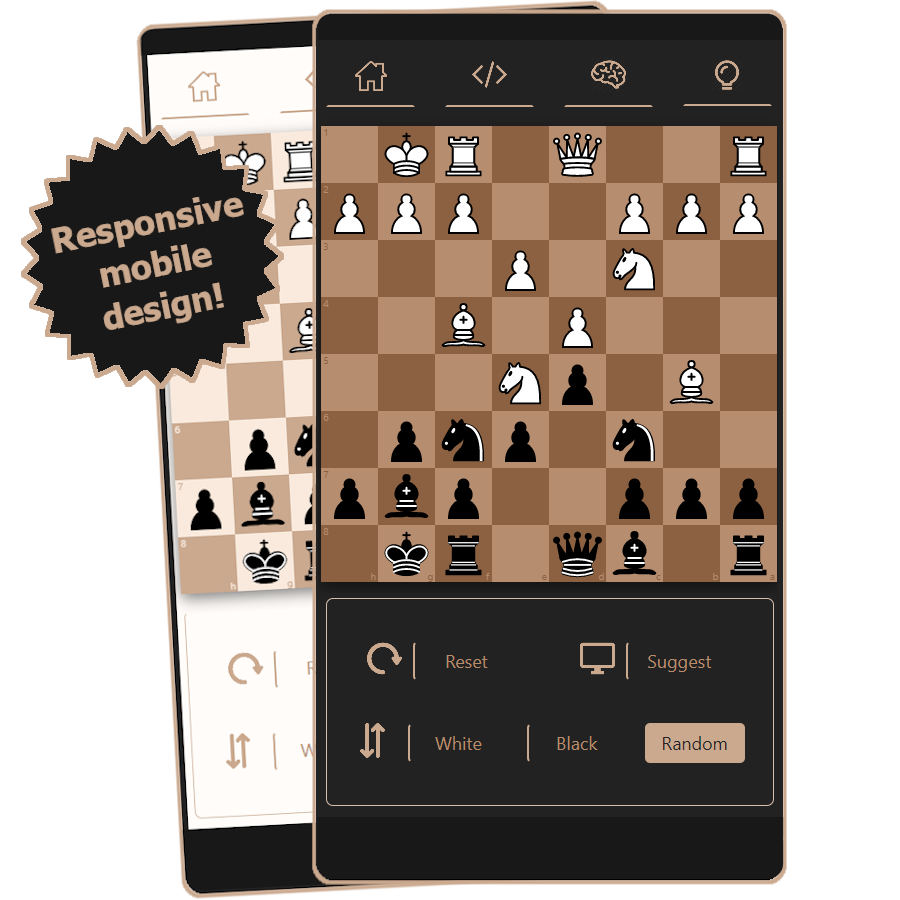 Responsive
mobile
design!
1
2
3
4
5
6
7
8
h
g
f
e
d
c
b
a
Reset
Suggest
White
Black
Random
6
7
8
h
g
R
W